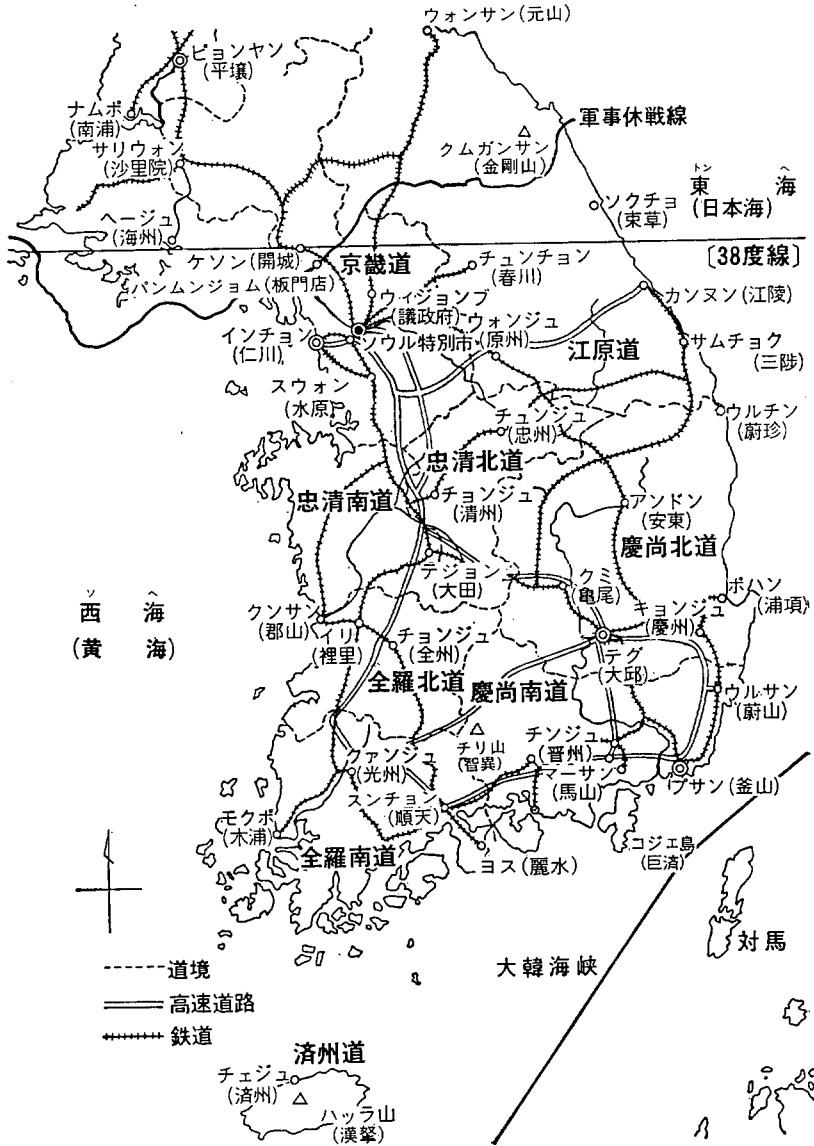 ウォンサン(元山)
ピョンヤン
(平壌)
ナムポ
(南浦)
軍事休戦線
クムガンサン
(金剛山)
サリウォン
(沙里院)
トン ヘ
東海
(日本海)
ソクチョ
(束草)
ヘージュ
(海州)
ケソン(開城)
京畿道
チュンチョン
(春川)
〔38度線〕
パンムンジョム(板門店)
ウィジョンブ
(議政府)
カンヌン(江陵)
インチョン
(仁川)
ソウル特別市
ウォンジュ
(原州)
江原道
サムチョク
(三陟)
スウォン
(水原)
チュンジュ
(忠州)
ウルチン
(蔚珍)
忠清北道
忠清南道
チョンジュ
(清州)
アンドン
(安東)
慶尚北道
テジョン
(大田)
クミ
(亀尾)
ポハン
(浦項)
ソ ヘ
西海
(黄海)
クンサン
(郡山)
イリ
(裡里)
チョンジュ
(全州)
キョンジュ
(慶州)
テグ
(大邱)
全羅北道
慶尚南道
ウルサン
(蔚山)
チリ山
(智異)
チンジュ
(晋州)
クァンジュ
(光州)
マーサン
(馬山)
プサン(釜山)
スンチョン
(順天)
モクポ
(木浦)
全羅南道
ヨス(麗水)
コジェ島
(巨済)
対馬
大韓海峡
道境
高速道路
鉄道
済州道
チェジュ
(済州)
ハッラ山
(漢拏)